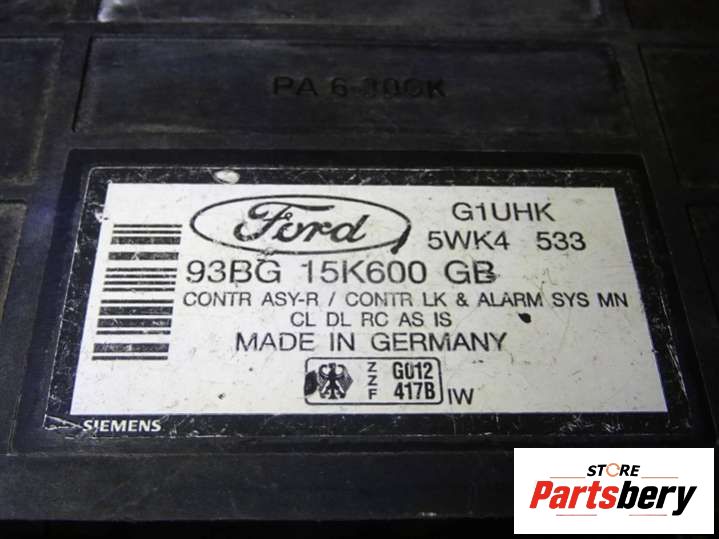 PA 6 30GK
Ford
G1UHK
5WK4 533
93BG 15K600 GB
CONTR ASY-R / CONTR LK & ALARM SYS MN
CL DL RC AS IS
MADE IN GERMANY
Z Z F G012 417B IW
SIEMENS
STORE
Partsbery